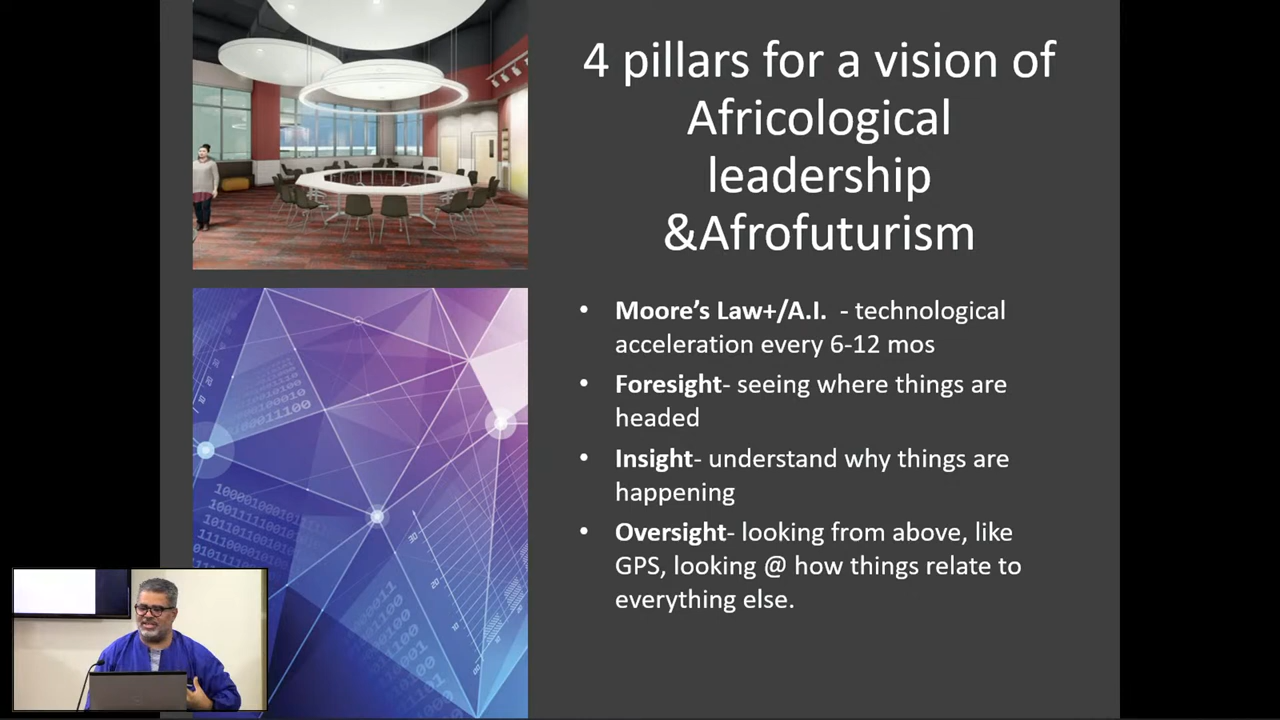 4 pillars for a vision of
Africological
leadership
&Afrofuturism
• Moore’s Law+/A.I.  - technological
acceleration every 6-12 mos
• Foresight- seeing where things are
headed
• Insight- understand why things are
happening
• Oversight- looking from above, like
GPS, looking @ how things relate to
everything else.